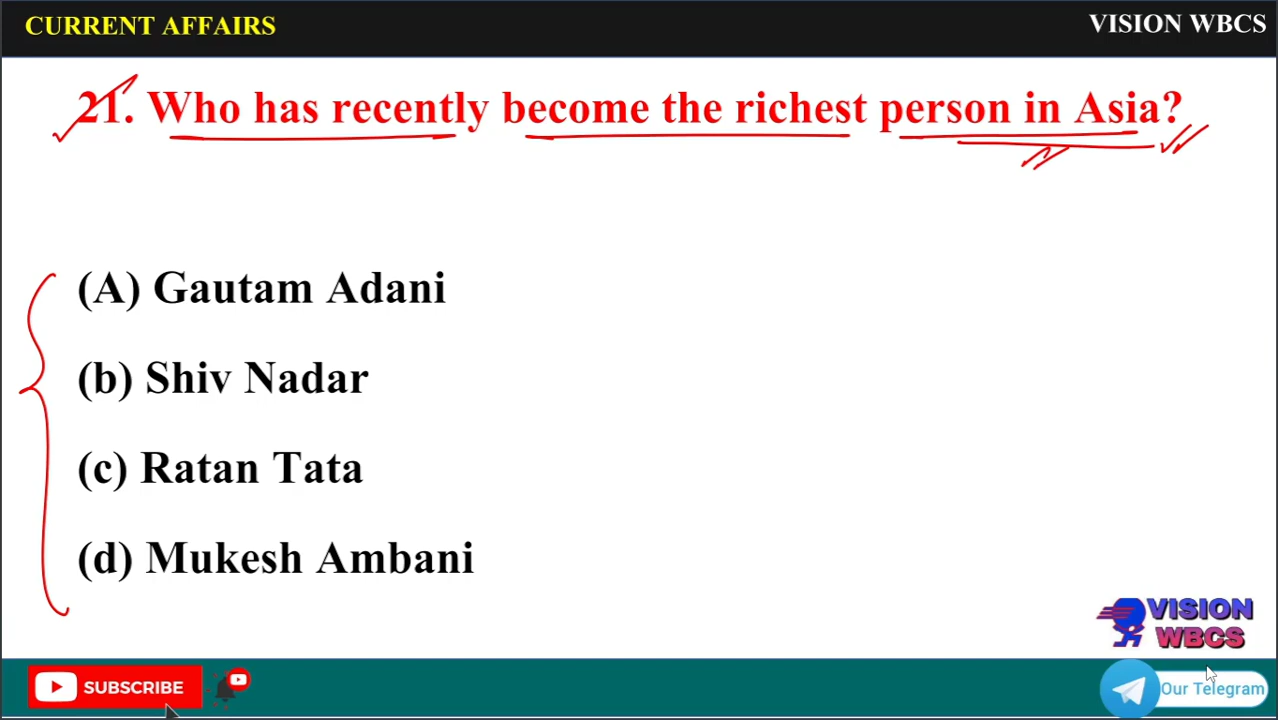 CURRENT AFFAIRS
VISION WBCS
21. Who has recently become the richest person in Asia?
(A) Gautam Adani
(b) Shiv Nadar
(c) Ratan Tata
(d) Mukesh Ambani
VISION
WBCS
SUBSCRIBE
Our Telegram